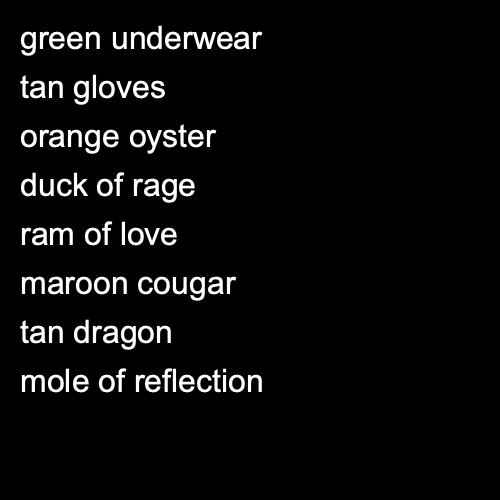 green underwear
tan gloves
orange oyster
duck of rage
ram of love
maroon cougar
tan dragon
mole of reflection